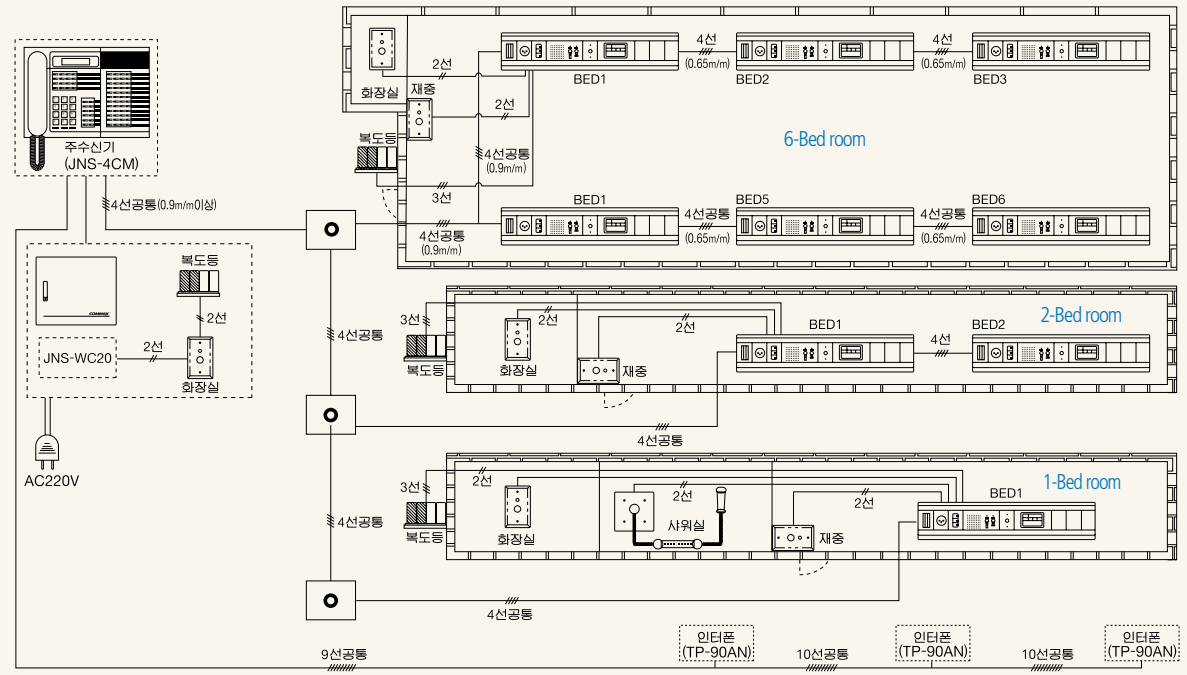 주수신기
(JNS-4CM)
4선공통(0.9m/m이상)
복도등
2선
COMMAX
JNS-WC20
2선
화장실
AC220V
4선공통
4선공통
화장실
재중
2선
2선
복도등
3선
4선공통
(0.9m/m)
4선공통
(0.9m/m)
BED1
4선
(0.65m/m)
BED2
4선
(0.65m/m)
BED3
6-Bed room
BED1
4선공통
(0.65m/m)
BED5
4선공통
(0.65m/m)
BED6
2-Bed room
3선
복도등
2선
화장실
2선
재중
BED1
4선
BED2
4선공통
1-Bed room
3선
복도등
2선
화장실
2선
샤워실
2선
재중
BED1
4선공통
9선공통
인터폰
(TP-90AN)
10선공통
인터폰
(TP-90AN)
10선공통
인터폰
(TP-90AN)